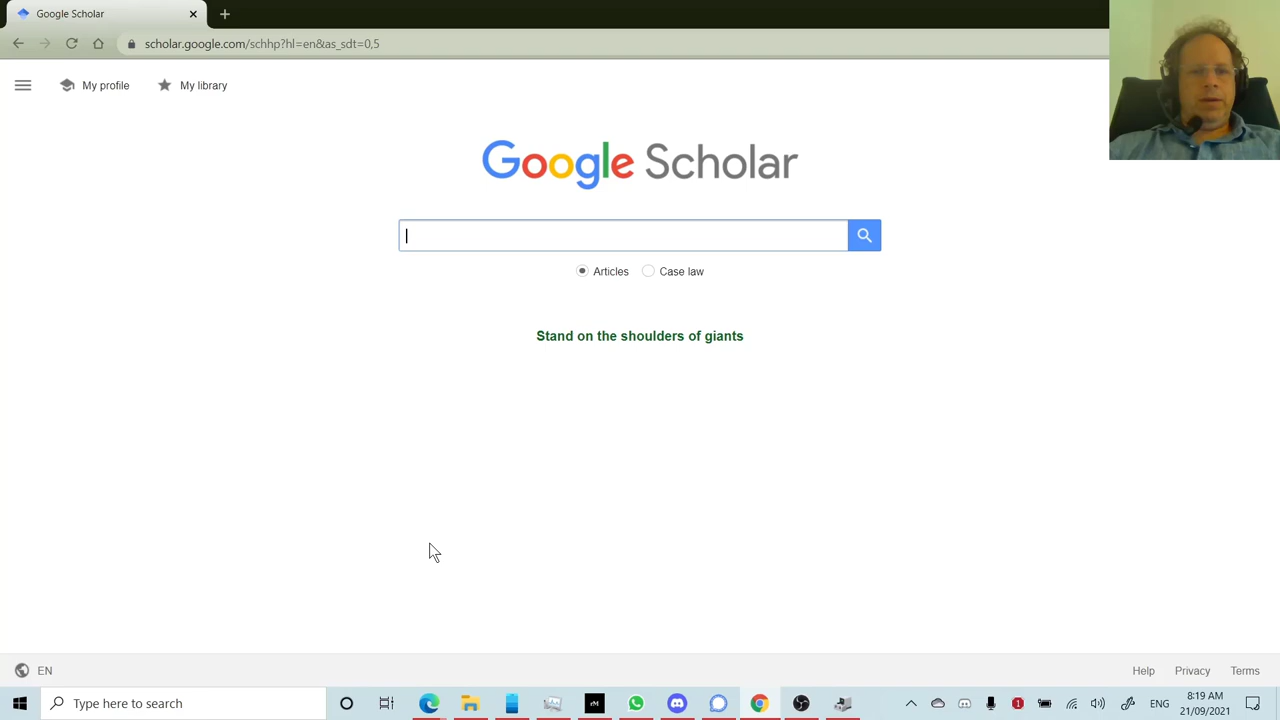 Google Scholar
scholar.google.com/schhp?hl=en&as_sdt=0,5
My profile
My library
Google Scholar
Articles
Case law
Stand on the shoulders of giants
EN
Help
Privacy
Terms
Type here to search
rM
1
ENG
8:19 AM
21/09/2021